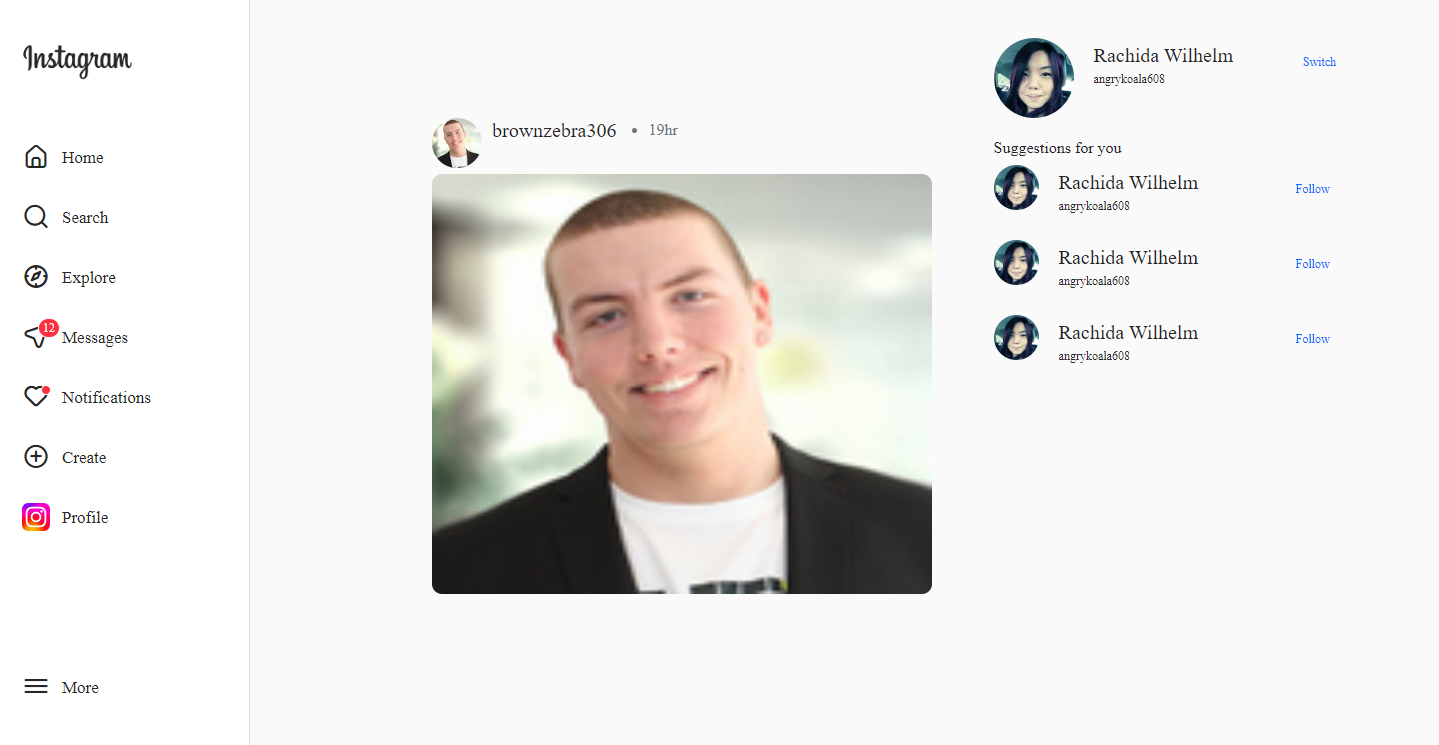 Instagram
Home
Search
Explore
12
Messages
Notifications
Create
Profile
More
brownzebra306 • 19hr
Rachida Wilhelm
angrykoala608
Switch
Suggestions for you
Rachida Wilhelm
angrykoala608
Follow
Rachida Wilhelm
angrykoala608
Follow
Rachida Wilhelm
angrykoala608
Follow